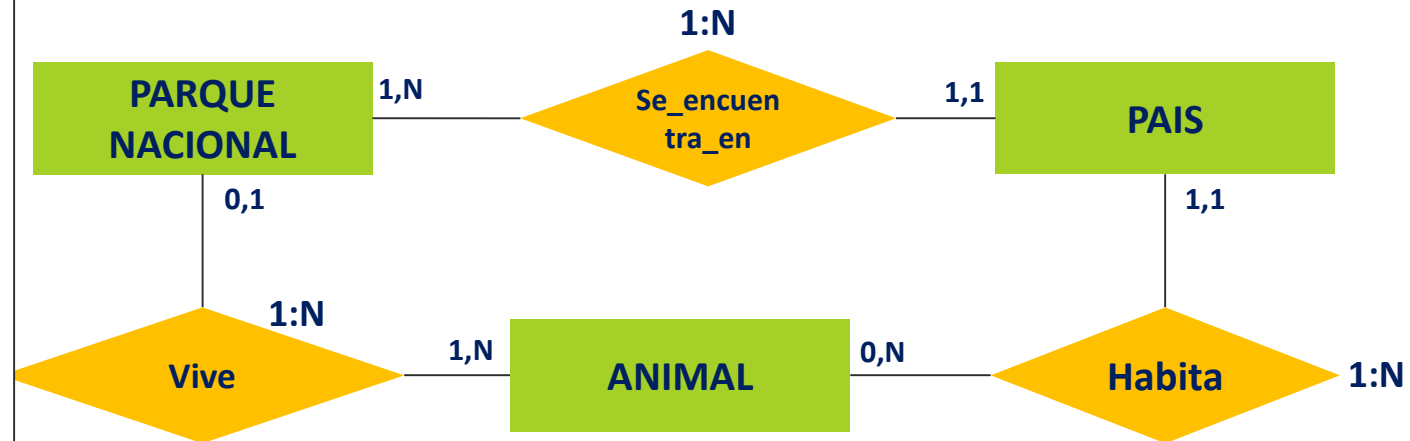 1:N
PARQUE
NACIONAL
1,N
Se_encuen
tra_en
1,1
PAIS
0,1
1,1
1:N
Vive
1,N
ANIMAL
0,N
Habita
1:N